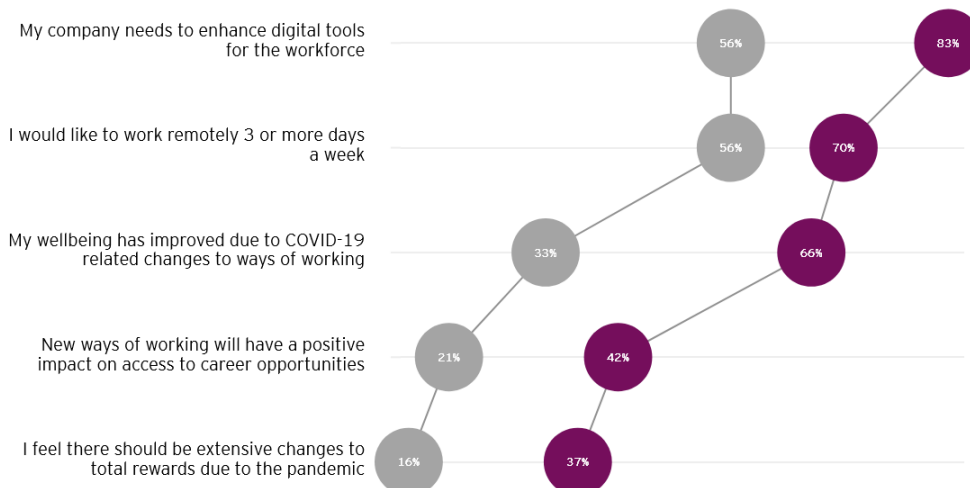 My company needs to enhance digital tools
for the workforce
56%
83%
I would like to work remotely 3 or more days
a week
56%
70%
My wellbeing has improved due to COVID-19
related changes to ways of working
33%
66%
New ways of working will have a positive
impact on access to career opportunities
21%
42%
I feel there should be extensive changes to
total rewards due to the pandemic
16%
37%